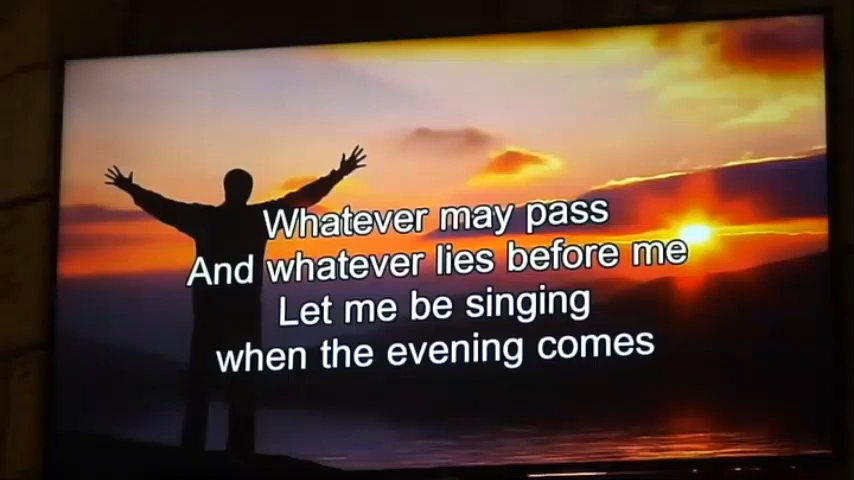 Whatever may pass
And whatever lies before me
Let me be singing
when the evening comes